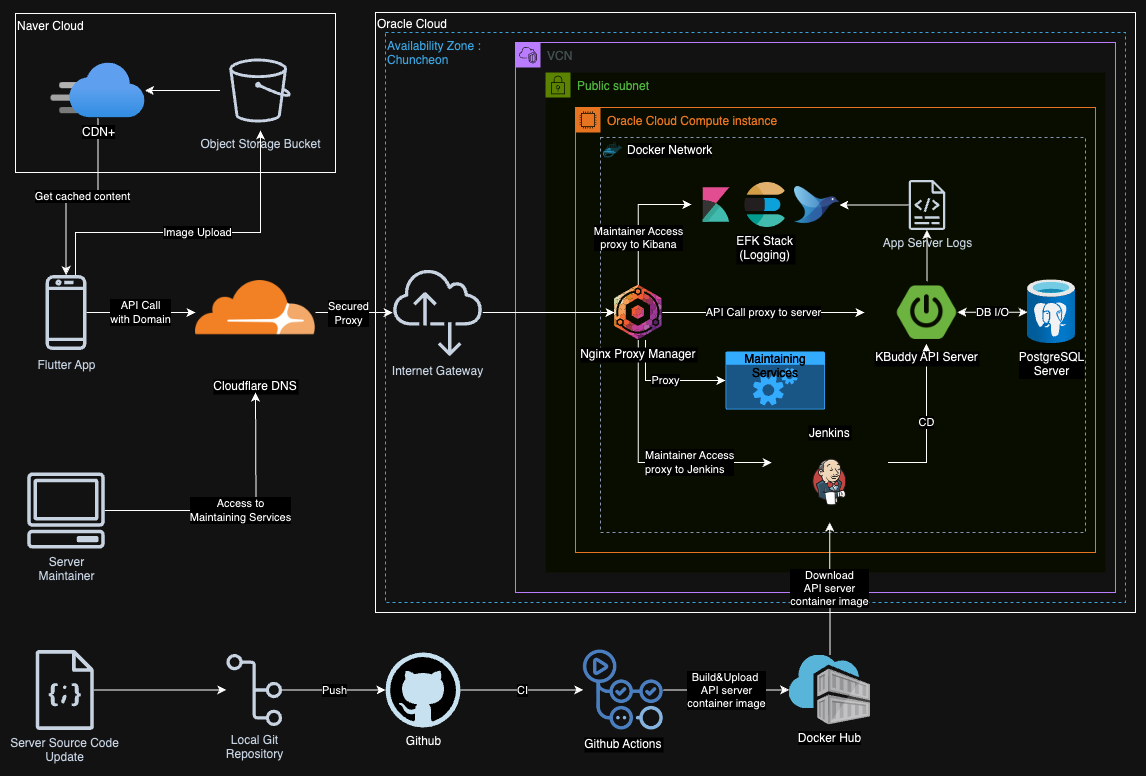 Naver Cloud
CDN+
Object Storage Bucket
Get cached content
Image Upload
Flutter App
API Call
with Domain
Cloudflare DNS
Secured
Proxy
Server
Maintainer
Access to
Maintaining Services
Oracle Cloud
Availability Zone :
Chuncheon
Internet Gateway
VCN
Public subnet
Oracle Cloud Compute instance
Docker Network
Maintainer Access
proxy to Kibana
EFK Stack
(Logging)
App Server Logs
Nginx Proxy Manager
API Call proxy to server
KBuddy API Server
DB I/O
PostgreSQL
Server
Proxy
Maintaining
Services
CD
Jenkins
Maintainer Access
proxy to Jenkins
Download
API server
container image
Server Source Code
Update
{;}
Local Git
Repository
Push
Github
CI
Github Actions
Build&Upload
API server
container image
Docker Hub